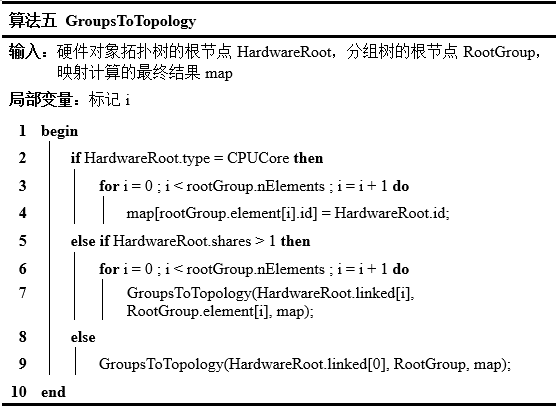 算法五 GroupsToTopology
输入：硬件对象拓扑树的根节点 HardwareRoot，分组树的根节点 RootGroup，
映射计算的最终结果 map
局部变量：标记 i
1 begin
2 if HardwareRoot.type = CPUCore then
3 for i = 0 ; i < rootGroup.nElements ; i = i + 1 do
4 map[rootGroup.element[i].id] = HardwareRoot.id;
5 else if HardwareRoot.shares > 1 then
6 for i = 0 ; i < rootGroup.nElements ; i = i + 1 do
7 GroupsToTopology(HardwareRoot.linked[i],
RootGroup.element[i], map);
8 else
9 GroupsToTopology(HardwareRoot.linked[0], RootGroup, map);
10 end